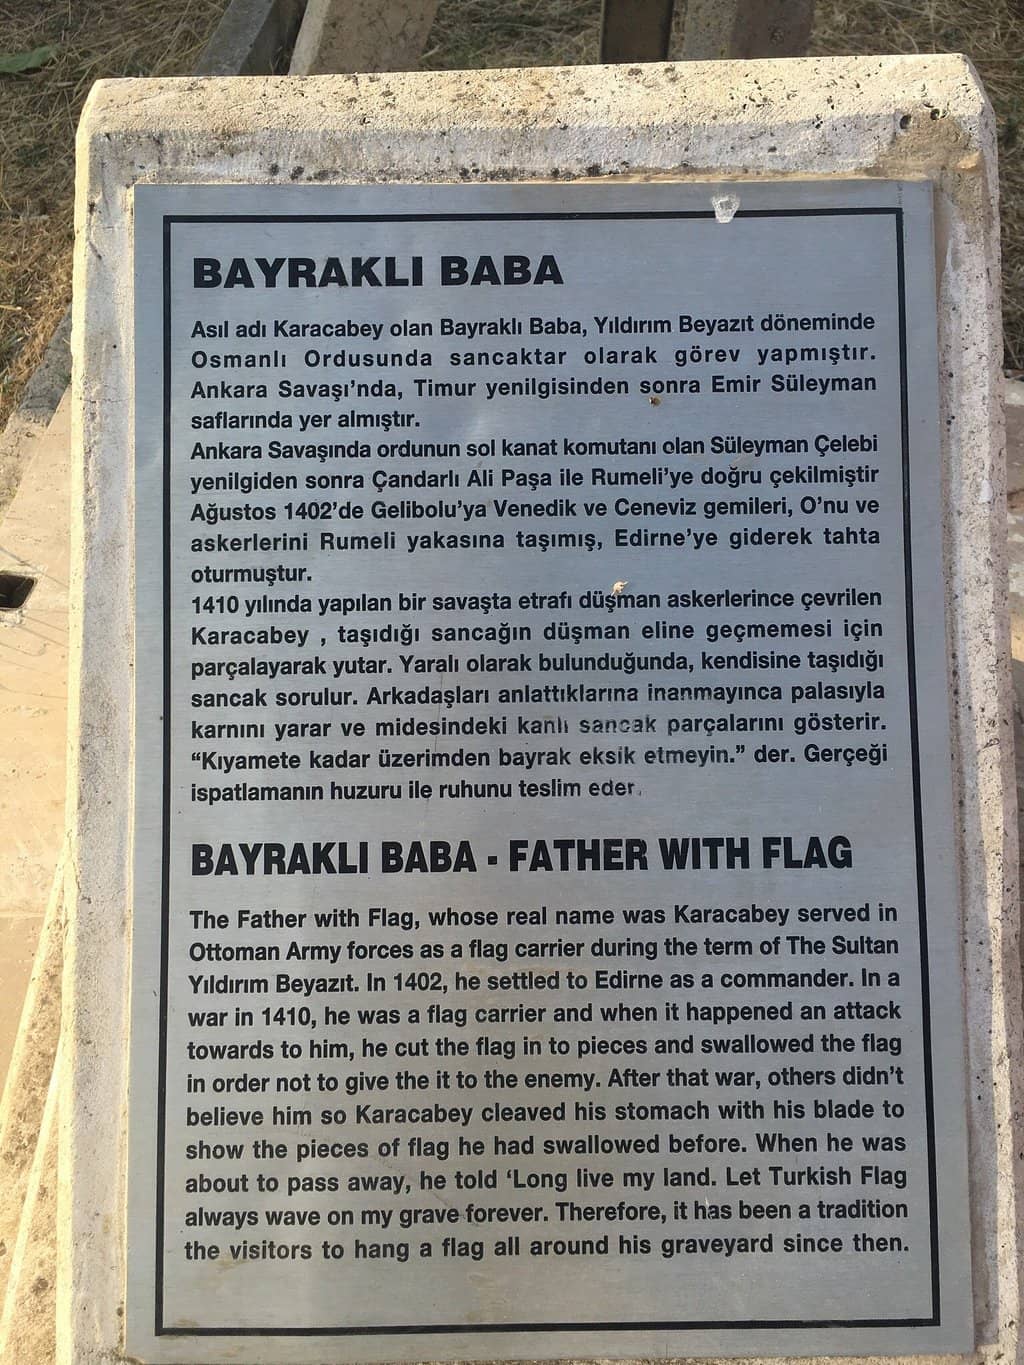 BAYRAKLI BABA
Asıl adı Karacabey olan Bayraklı Baba, Yıldırım Beyazıt döneminde
Osmanlı Ordusunda sancaktar olarak görev yapmıştır.
Ankara Savaşı'nda, Timur yenilgisinden sonra Emir Süleyman
saflarında yer almıştır.
Ankara Savaşında ordunun sol kanat komutanı olan Süleyman Çelebi
yenilgiden sonra Çandarlı Ali Paşa ile Rumeli'ye doğru çekilmiştir
Ağustos 1402'de Gelibolu'ya Venedik ve Ceneviz gemileri, O'nu ve
askerlerini Rumeli yakasına taşımış, Edirne'ye giderek tahta
oturmuştur.
1410 yılında yapılan bir savaşta etrafı düşman askerlerince çevrilen
Karacabey , taşıdığı sancağın düşman eline geçmemesi için
parçalayarak yutar. Yaralı olarak bulunduğunda, kendisine taşıdığı
sancak sorulur. Arkadaşları anlattıklarına inanmayınca palasıyla
karnını yarar ve midesindeki kanlı sancak parçalarını gösterir.
“Kıyamete kadar üzerimden bayrak eksik etmeyin.” der. Gerçeği
ispatlamanın huzuru ile ruhunu teslim eder.
BAYRAKLI BABA - FATHER WITH FLAG
The Father with Flag, whose real name was Karacabey served in
Ottoman Army forces as a flag carrier during the term of The Sultan
Yıldırım Beyazıt. In 1402, he settled to Edirne as a commander. In a
war in 1410, he was a flag carrier and when it happened an attack
towards to him, he cut the flag in to pieces and swallowed the flag
in order not to give the it to the enemy. After that war, others didn't
believe him so Karacabey cleaved his stomach with his blade to
show the pieces of flag he had swallowed before. When he was
about to pass away, he told ‘Long live my land. Let Turkish Flag
always wave on my grave forever. Therefore, it has been a tradition
the visitors to hang a flag all around his graveyard since then.